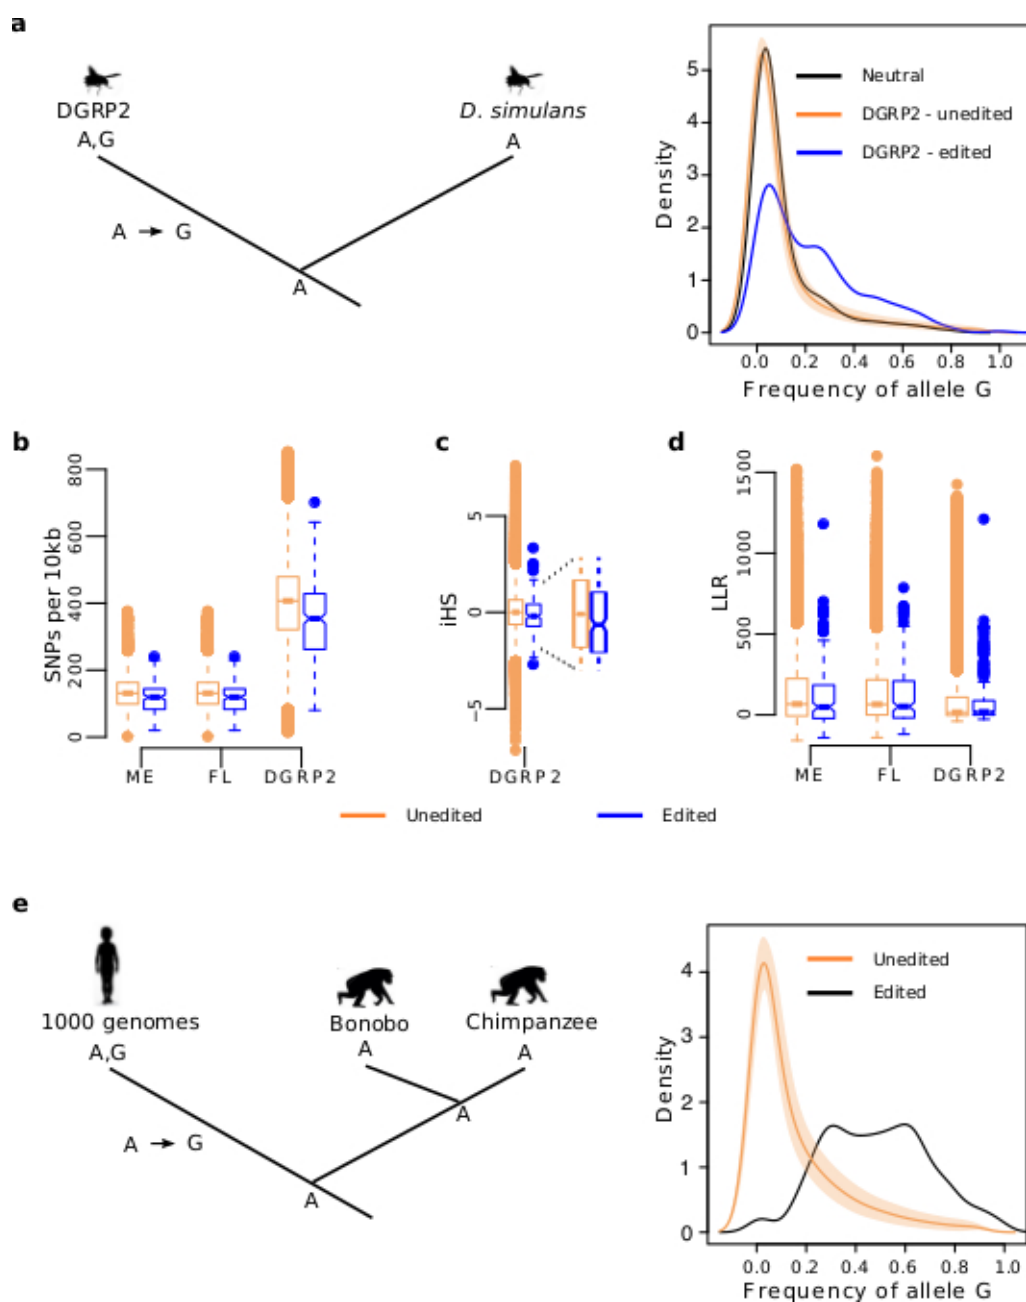 a
DGRP2
A,G
D. simulans
A
A → G
A
Neutral
DGRP2 - unedited
DGRP2 - edited
Density
5
4
3
2
1
0
0.0 0.2 0.4 0.6 0.8 1.0
Frequency of allele G
b
SNPs per 10kb
800
600
400
200
0
ME FL DGRP2
c
iHS
5
0
−5
DGRP2
d
LLR
1500
1000
500
0
ME FL DGRP2
Unedited Edited
e
1000 genomes
A,G
Bonobo
A
Chimpanzee
A
A
A → G
A
Unedited
Edited
Density
4
3
2
1
0
0.0 0.2 0.4 0.6 0.8 1.0
Frequency of allele G